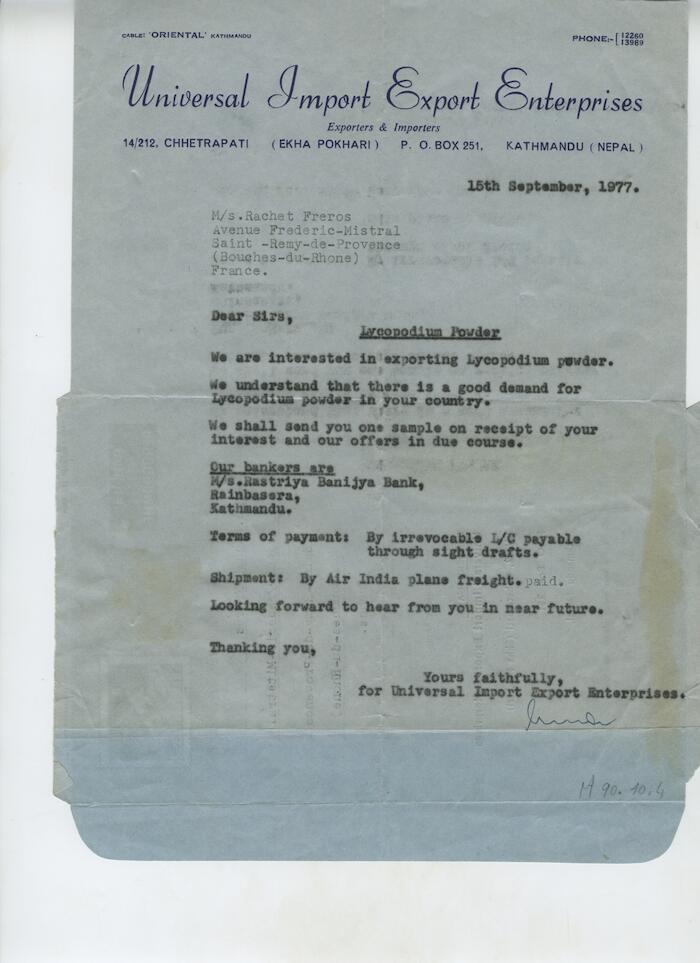 CABLE: 'ORIENTAL' KATHMANDU
PHONE:-[12260
13989
Universal Import Export Enterprises
Exporters & Importers
14/212, CHHETRAPATI (EKHA POKHARI) P. O. BOX 251, KATHMANDU (NEPAL)
15th September, 1977.
M/s.Rachet Freros
Avenue Frederic-Mistral
Saint -Remy-de-Provence
(Bouches-du-Rhone)
France.
Dear Sirs,
Lycopodium Powder
We are interested in exporting Lycopodium powder.
We understand that there is a good demand for
Lycopodium powder in your country.
We shall send you one sample on receipt of your
interest and our offers in due course.
Our bankers are
M/s.Rastriya Banijya Bank,
Rainbasera,
Kathmandu.
Terms of payment: By irrevocable L/C payable
through sight drafts.
Shipment: By Air India plane freight.paid.
Looking forward to hear from you in near future.
Thanking you,
Yours faithfully,
for Universal Import Export Enterprises.
A 90.10.4